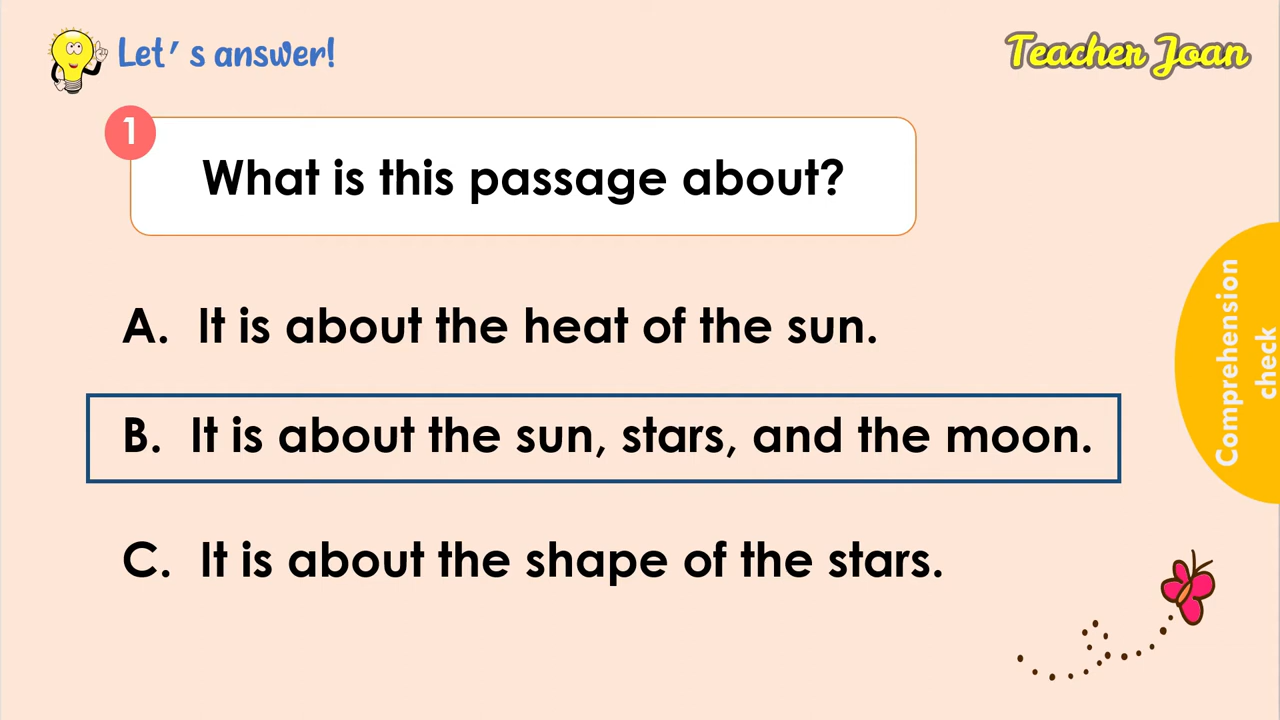 Let's answer!
Teacher Joan
1
What is this passage about?
A. It is about the heat of the sun.
B. It is about the sun, stars, and the moon.
C. It is about the shape of the stars.
Comprehension
check